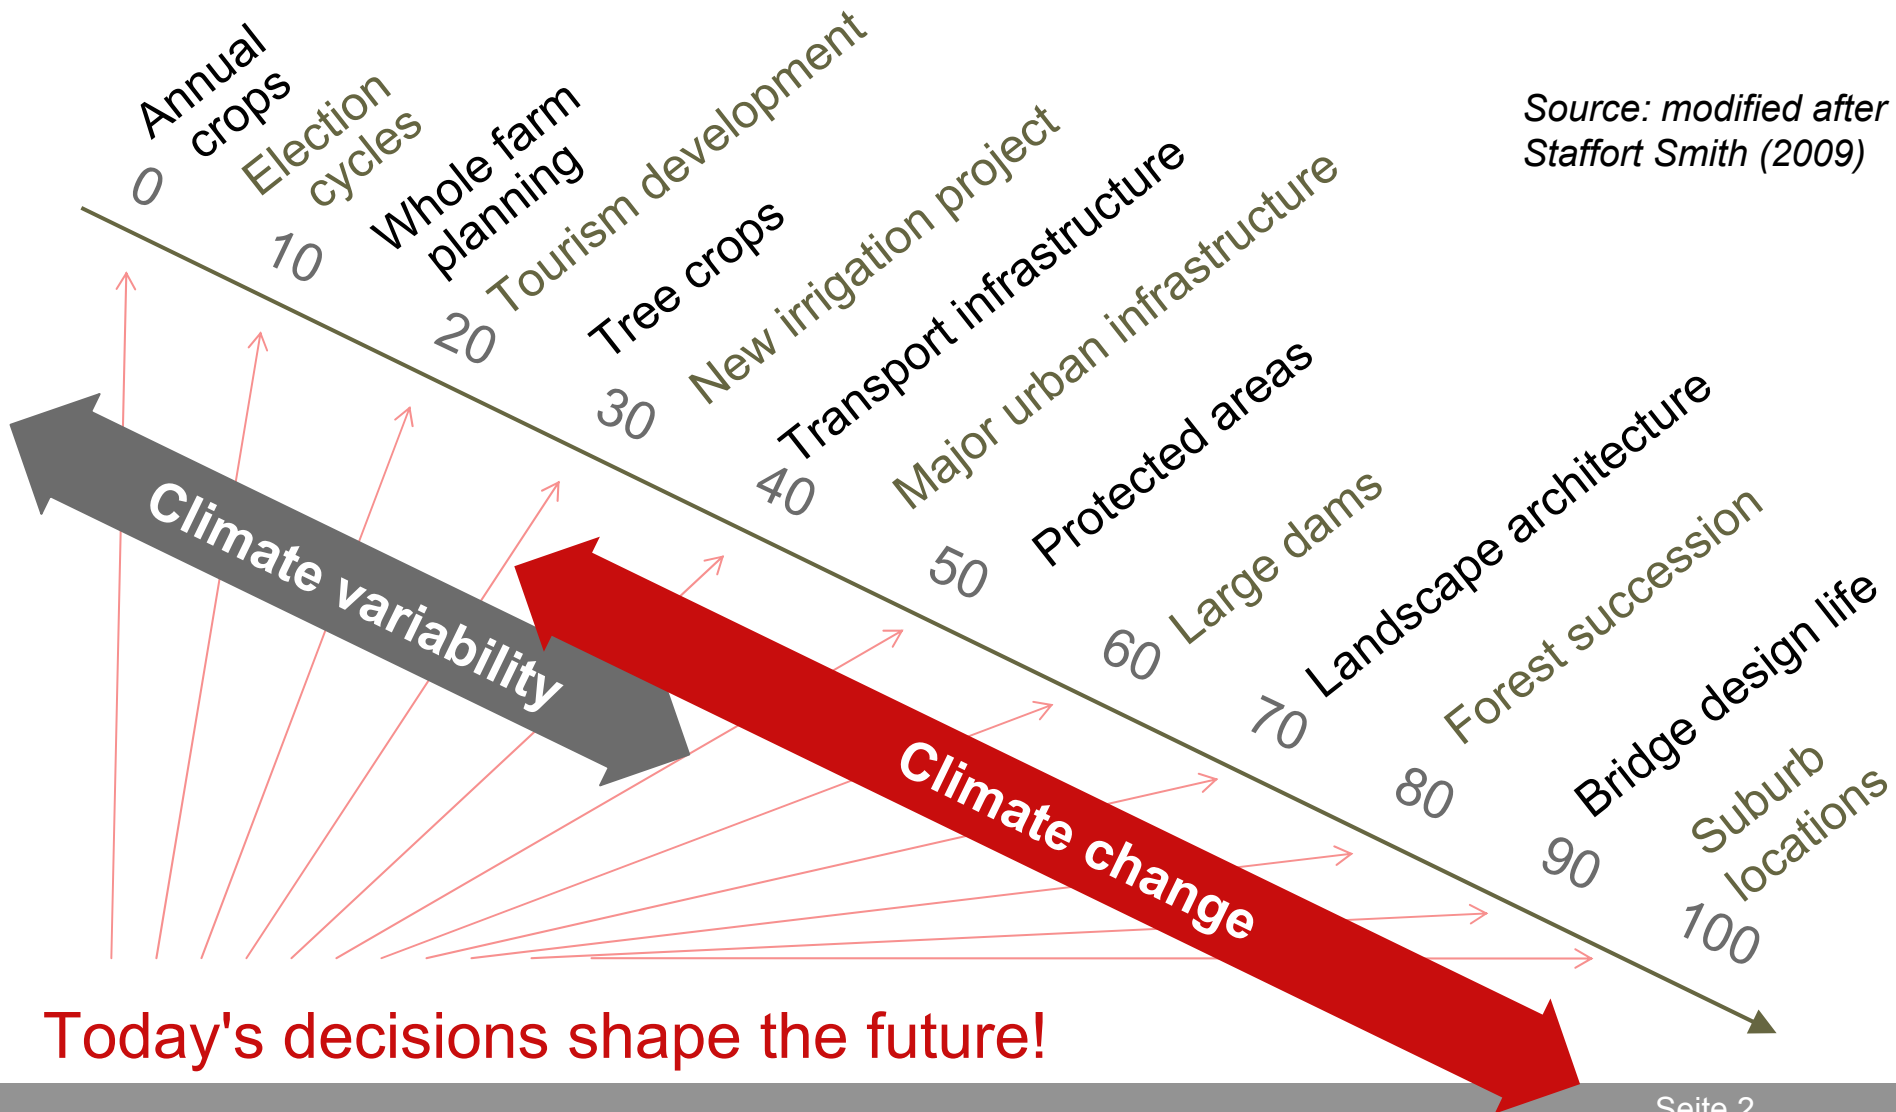 Annual
crops
Election
cycles
Whole farm
planning
Tourism development
Tree crops
New irrigation project
Transport infrastructure
Major urban infrastructure
Protected areas
Large dams
Landscape architecture
Forest succession
Bridge design life
Suburb
locations
Source: modified after
Staffort Smith (2009)
0
10
20
30
40
50
60
70
80
90
100
Climate variability
Climate change
Today's decisions shape the future!
Seite 2